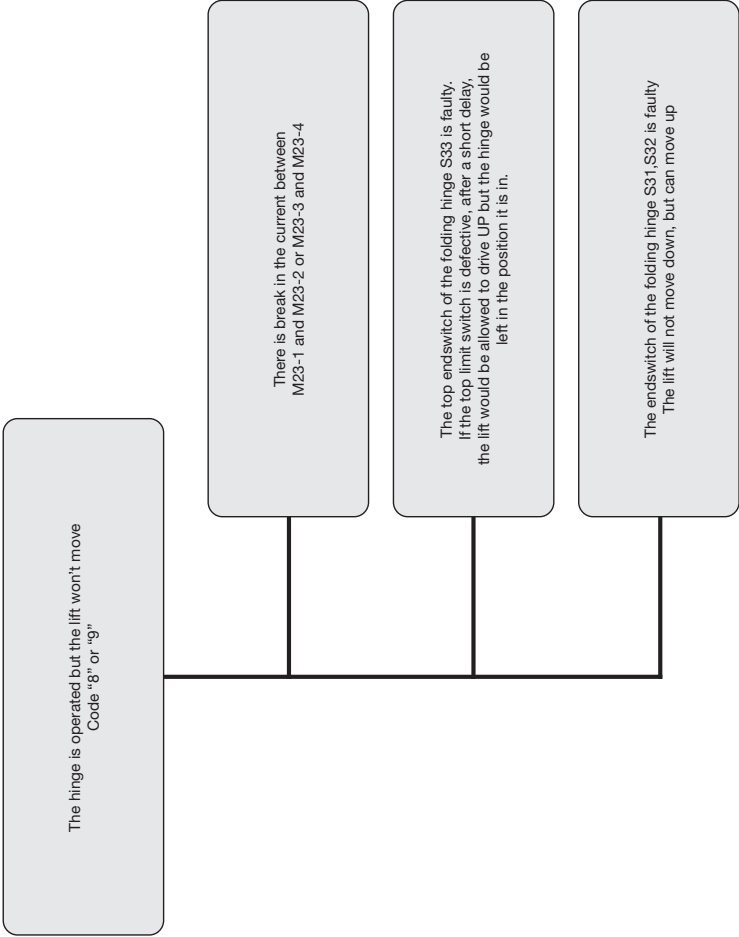 The hinge is operated but the lift won't move
Code “8” or “9”
There is break in the current between
M23-1 and M23-2 or M23-3 and M23-4
The top endswitch of the folding hinge S33 is faulty.
If the top limit switch is defective, after a short delay,
the lift would be allowed to drive UP but the hinge would be
left in the position it is in.
The endswitch of the folding hinge S31,S32 is faulty
The lift will not move down, but can move up